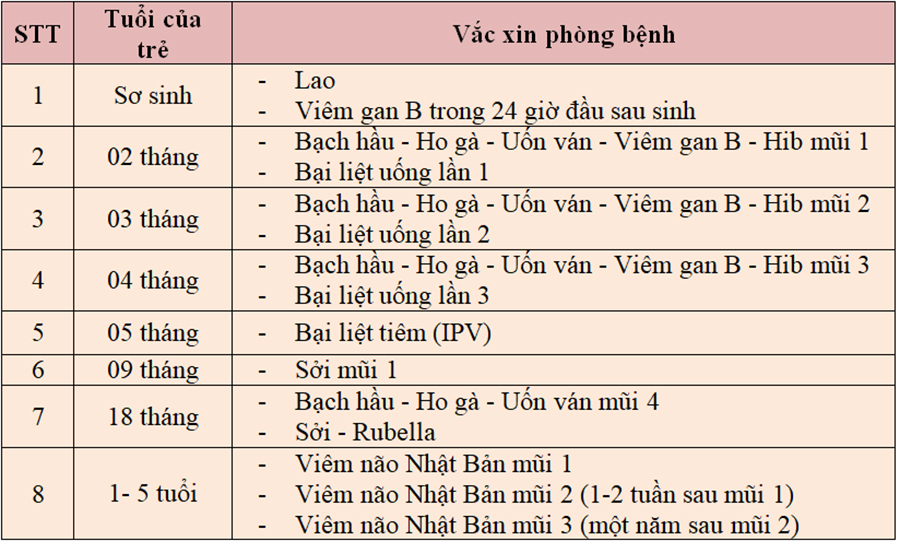 STT
Tuổi của
trẻ
Vắc xin phòng bệnh
1
Sơ sinh
- Lao
- Viêm gan B trong 24 giờ đầu sau sinh
2
02 tháng
- Bạch hầu - Ho gà - Uốn ván - Viêm gan B - Hib mũi 1
- Bại liệt uống lần 1
3
03 tháng
- Bạch hầu - Ho gà - Uốn ván - Viêm gan B - Hib mũi 2
- Bại liệt uống lần 2
4
04 tháng
- Bạch hầu - Ho gà - Uốn ván - Viêm gan B - Hib mũi 3
- Bại liệt uống lần 3
5
05 tháng
- Bại liệt tiêm (IPV)
6
09 tháng
- Sởi mũi 1
7
18 tháng
- Bạch hầu - Ho gà - Uốn ván mũi 4
- Sởi - Rubella
8
1- 5 tuổi
- Viêm não Nhật Bản mũi 1
- Viêm não Nhật Bản mũi 2 (1-2 tuần sau mũi 1)
- Viêm não Nhật Bản mũi 3 (một năm sau mũi 2)